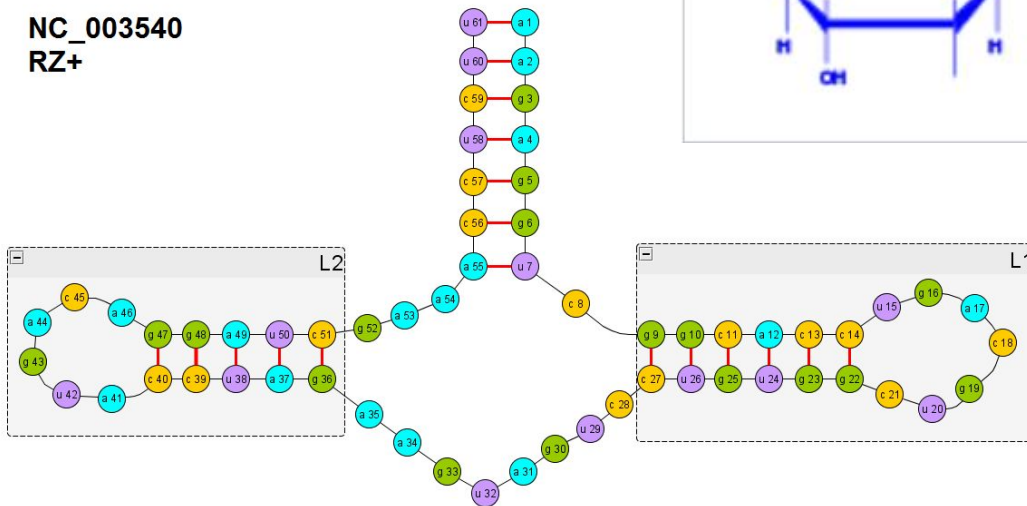 NC_003540
RZ+
H
H
OH
u 61 a 1
u 60 a 2
c 59 g 3
u 58 a 4
c 57 g 5
c 56 g 6
a 55 u 7
L2
L1
a 54
a 53
g 52
c 8
c 45
a 46
a 44
g 43
u 42
a 41
g 47 g 48 a 49 u 50 c 51
c 40 c 39 u 38 a 37 g 36
g 9 g 10 c 11 a 12 c 13 c 14
c 27 u 26 g 25 u 24 g 23 g 22
u 15
g 16
a 17
c 18
g 19
u 20
c 21
c 28
u 29
g 30
a 31
u 32
g 33
a 34
a 35